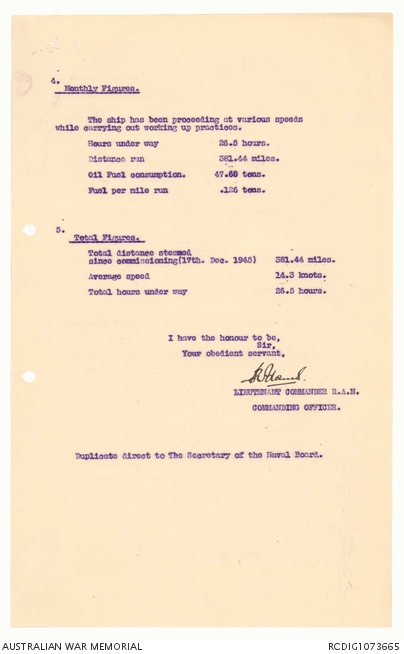 4.
Monthly Figures.
The ship has been proceeding at various speeds
while carrying out working up practices.
Hours under way 26.5 hours.
Distance run 381.44 miles.
Oil Fuel consumption. 47.68 tons.
Fuel per mile run .126 tons.
5.
Total Figures.
Total distance steamed
since commissioning(17th. Dec. 1945) 381.44 miles.
Average speed 14.3 knots.
Total hours under way 26.5 hours.
I have the honour to be,
Sir,
Your obedient servant,
LIEUTENANT COMMANDER R.A.N.
COMMANDING OFFICER.
Duplicate direct to The Secretary of the Naval Board.
AUSTRALIAN WAR MEMORIAL RCDIG1073665